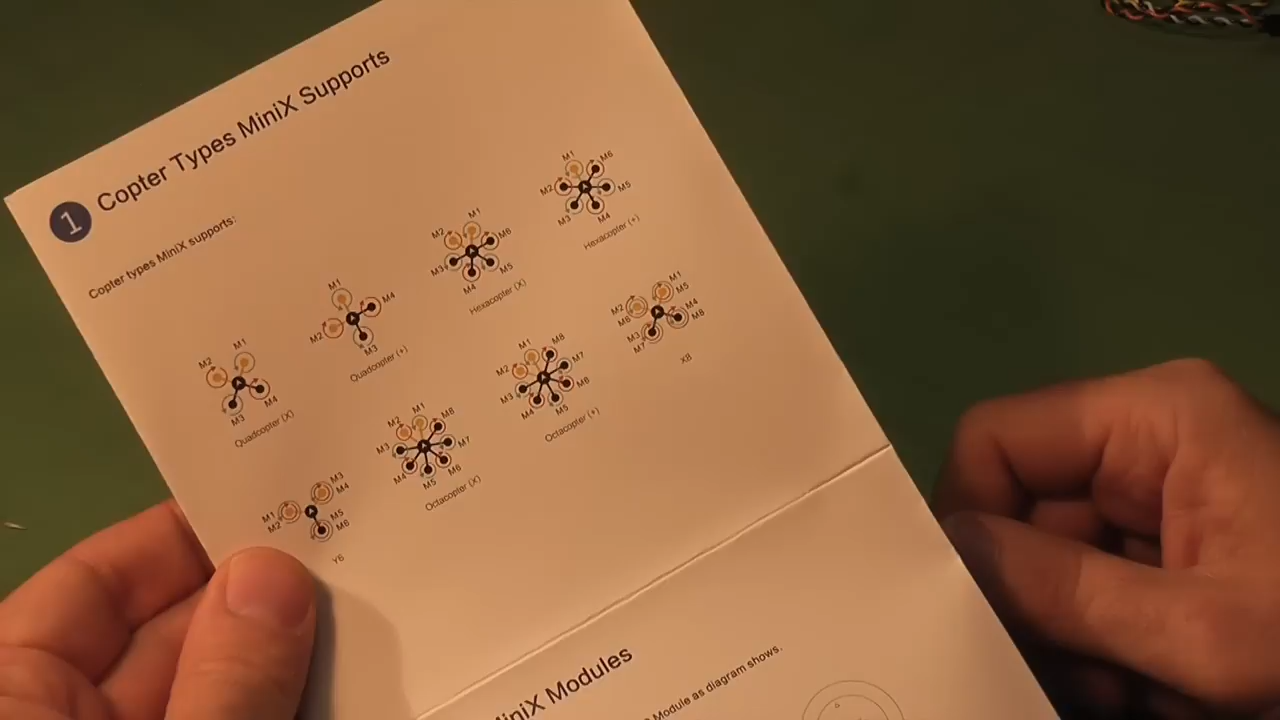 1 Copter Types MiniX Supports
Copter types MiniX supports:
M2 M1
M3 M4
Quadcopter (X)
M1 M4
M2 M3
Quadcopter (+)
M2 M1 M6
M3 M4 M5
Hexacopter (X)
M1 M6
M2 M5
M3 M4
Hexacopter (+)
M3
M4
M1
M2
M5
M6
Y6
M2 M1 M8
M3 M7
M4 M5 M6
Octacopter (X)
M1 M8
M2 M7
M3 M6
M4 M5
Octacopter (+)
M1
M5
M2
M6
M4
M8
M3
M7
X8
MiniX Modules
Module as diagram shows.